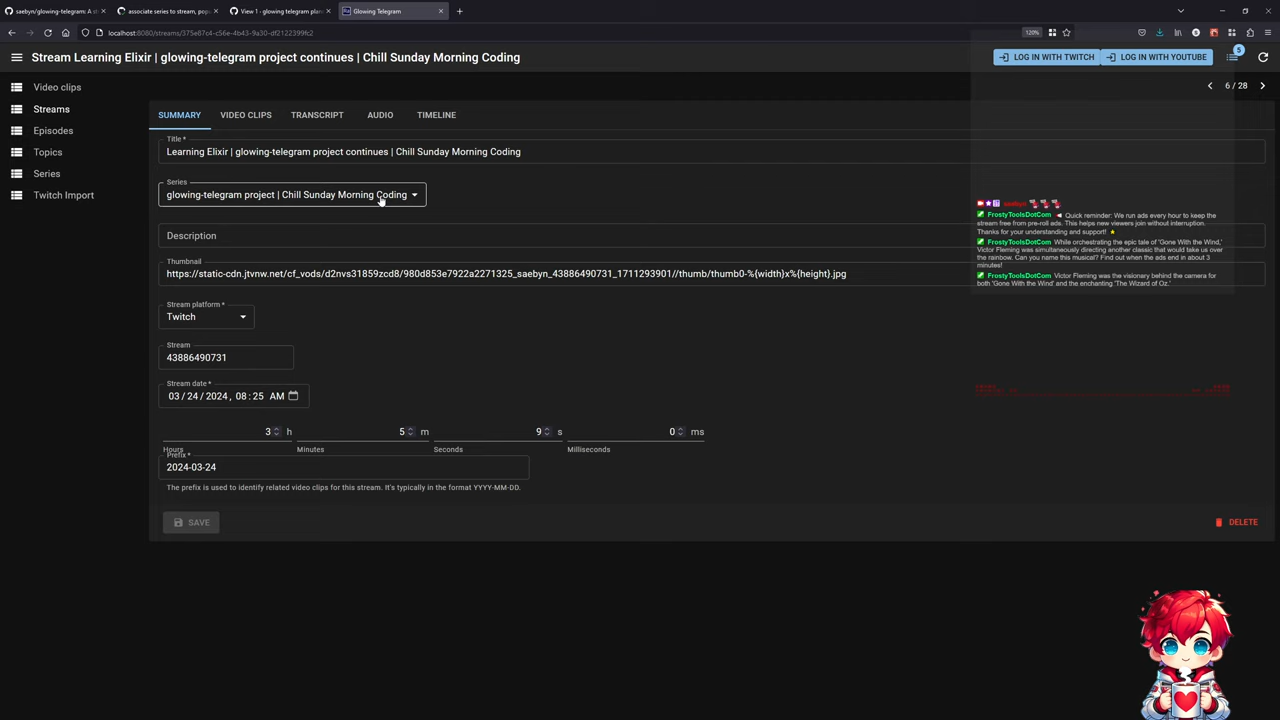 saebyn/glowing-telegram: A s
associate series to stream, pop
View 1 · glowing telegram plan
Glowing Telegram
localhost:8080/streams/375e87c4-c56e-4b43-9a30-df2122399fc2
120%
Stream Learning Elixir | glowing-telegram project continues | Chill Sunday Morning Coding
LOG IN WITH TWITCH
LOG IN WITH YOUTUBE
5
Video clips
Streams
Episodes
Topics
Series
Twitch Import
6 / 28
SUMMARY
VIDEO CLIPS
TRANSCRIPT
AUDIO
TIMELINE
Title *
Learning Elixir | glowing-telegram project continues | Chill Sunday Morning Coding
Series
glowing-telegram project | Chill Sunday Morning Coding
Description
Thumbnail
https://static-cdn.jtvnw.net/cf_vods/d2nvs31859zcd8/980d853e7922a2271325_saebyn_43886490731_1711293901//thumb/thumb0-%{width}x%{height}.jpg
Stream platform *
Twitch
Stream
43886490731
Stream date *
03/24/2024, 08:25 AM
3 h
5 m
9 s
0 ms
Hours
Minutes
Seconds
Milliseconds
Prefix *
2024-03-24
The prefix is used to identify related video clips for this stream. It's typically in the format YYYY-MM-DD.
SAVE
DELETE
FrostyToolsDotCom Quick reminder: We run ads every hour to keep the
stream free from pre-roll ads. This helps new viewers join without interruption.
Thanks for your understanding and support!
FrostyToolsDotCom While orchestrating the epic tale of 'Gone With the Wind,'
Victor Fleming was simultaneously directing another classic that would take us over
the rainbow. Can you name this musical? Find out when the ads end in about 3
minutes!
FrostyToolsDotCom Victor Fleming was the visionary behind the camera for
both 'Gone With the Wind' and the enchanting 'The Wizard of Oz.'